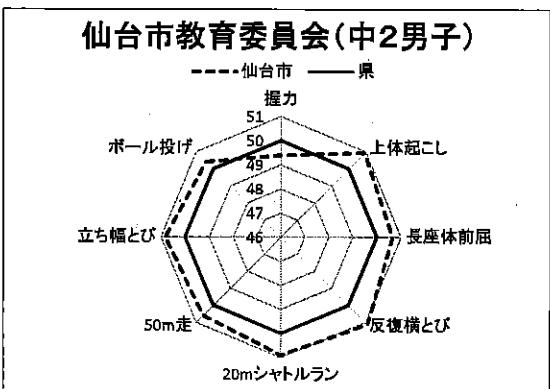 仙台市教育委員会(中2男子)
仙台市 県
握力
51
50
49
48
47
46
上体起こし
長座体前屈
反復横とび
20mシャトルラン
50m走
立ち幅とび
ボール投げ